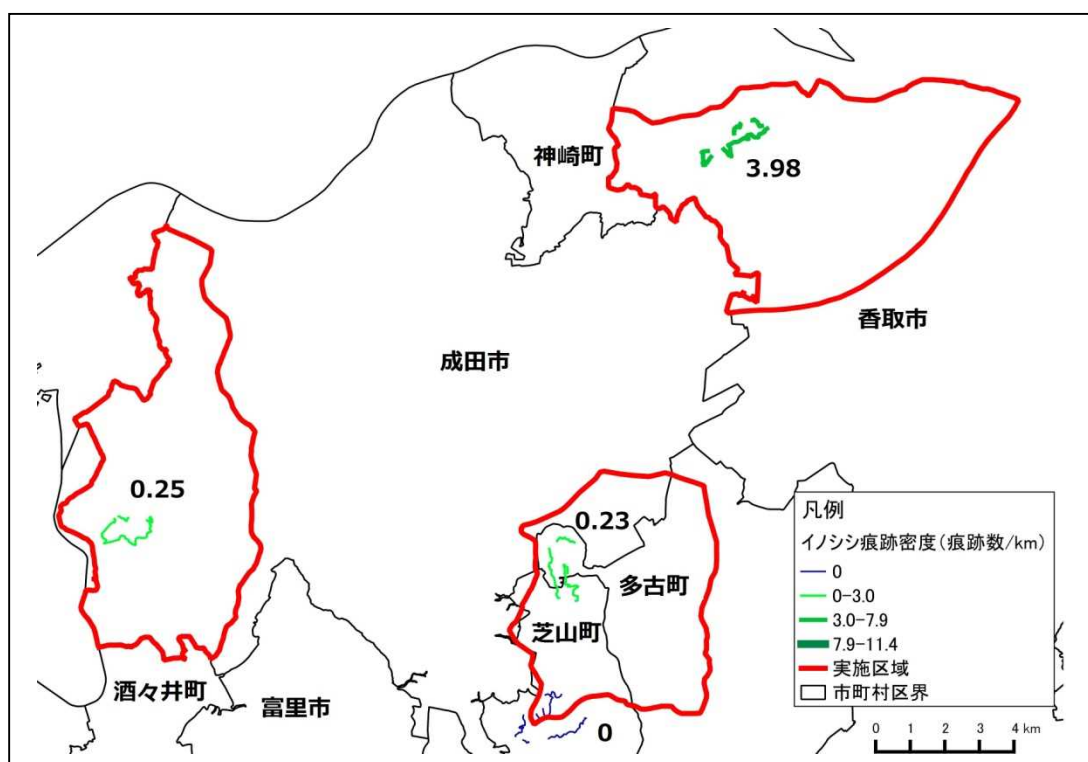 神崎町
3.98
香取市
成田市
0.25
0.23
多古町
芝山町
酒々井町
富里市
0
凡例
イノシシ痕跡密度(痕跡数/km)
0
0-3.0
3.0-7.9
7.9-11.4
実施区域
市町村区界
0 1 2 3 4 km